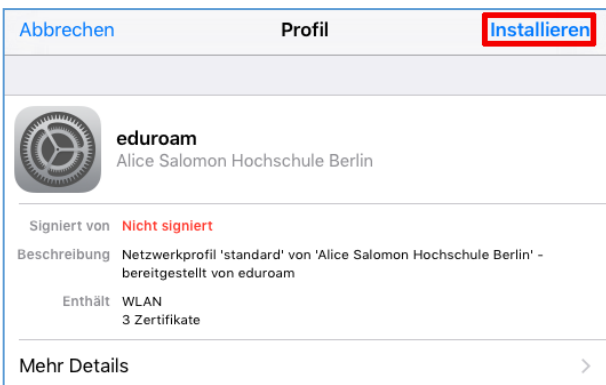 Abbrechen Profil Installieren
eduroam
Alice Salomon Hochschule Berlin
Signiert von Nicht signiert
Beschreibung Netzwerkprofil 'standard' von 'Alice Salomon Hochschule Berlin' -
bereitgestellt von eduroam
Enthält WLAN
3 Zertifikate
Mehr Details